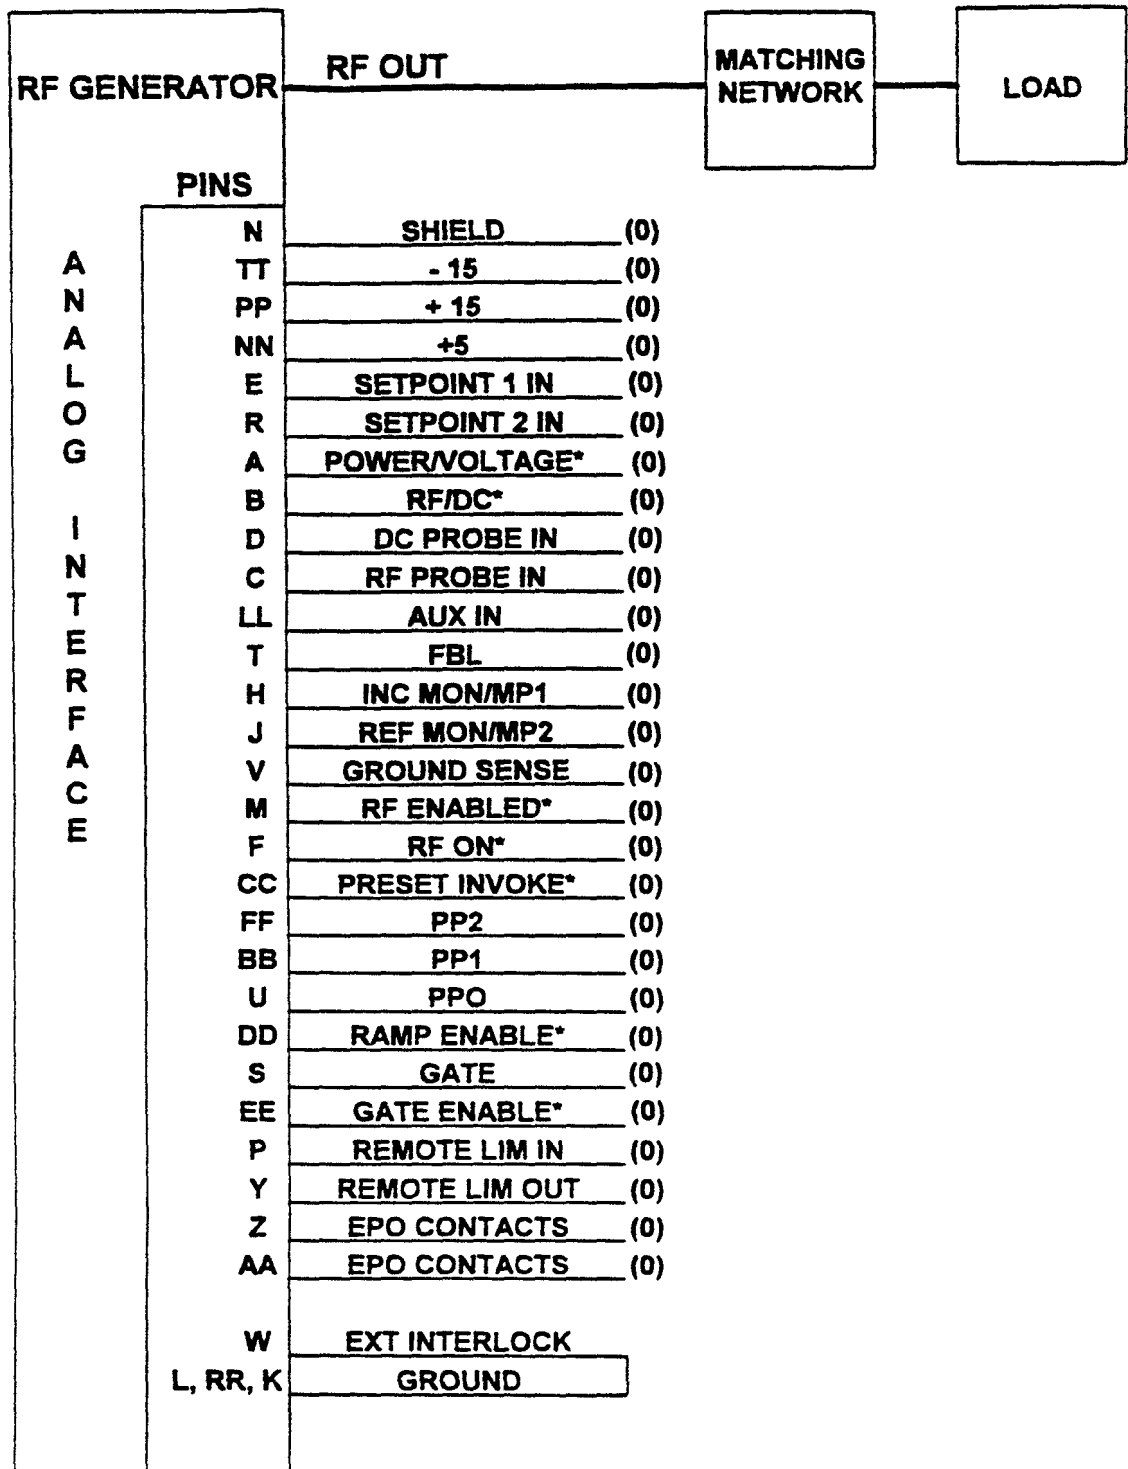 RF GENERATOR
RF OUT
MATCHING
NETWORK
LOAD
PINS
ANALOG INTERFACE
N SHIELD (0)
TT - 15 (0)
PP + 15 (0)
NN +5 (0)
E SETPOINT 1 IN (0)
R SETPOINT 2 IN (0)
A POWER/VOLTAGE* (0)
B RF/DC* (0)
D DC PROBE IN (0)
C RF PROBE IN (0)
LL AUX IN (0)
T FBL (0)
H INC MON/MP1 (0)
J REF MON/MP2 (0)
V GROUND SENSE (0)
M RF ENABLED* (0)
F RF ON* (0)
CC PRESET INVOKE* (0)
FF PP2 (0)
BB PP1 (0)
U PPO (0)
DD RAMP ENABLE* (0)
S GATE (0)
EE GATE ENABLE* (0)
P REMOTE LIM IN (0)
Y REMOTE LIM OUT (0)
Z EPO CONTACTS (0)
AA EPO CONTACTS (0)
W EXT INTERLOCK
L, RR, K GROUND